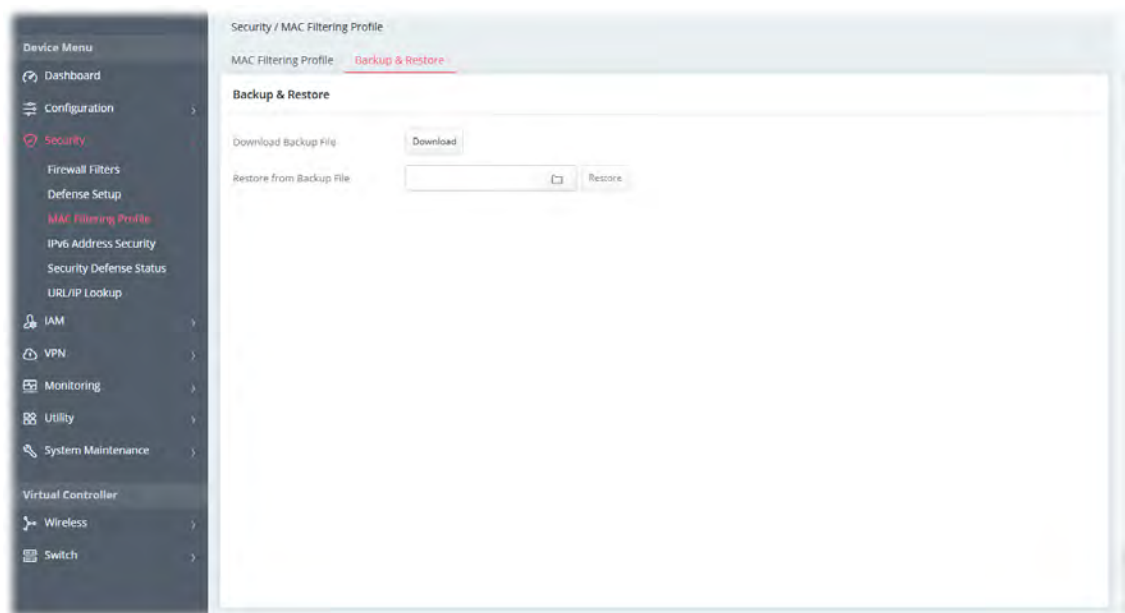 Security / MAC Filtering Profile
Device Menu
MAC Filtering Profile Backup & Restore
Dashboard
Backup & Restore
Configuration
Security
Download Backup File Download
Firewall Filters
Restore from Backup File Restore
Defense Setup
MAC Filtering Profile
IPv6 Address Security
Security Defense Status
URL/IP Lookup
IAM
VPN
Monitoring
Utility
System Maintenance
Virtual Controller
Wireless
Switch